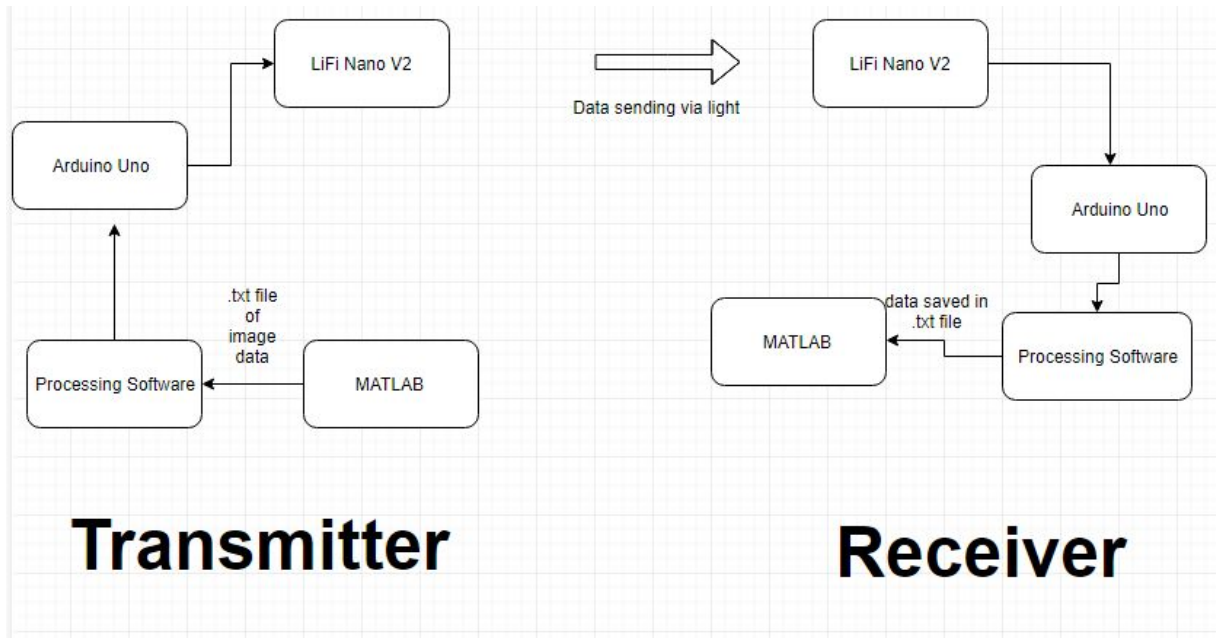 LiFi Nano V2
Data sending via light
LiFi Nano V2
Arduino Uno
Arduino Uno
.txt file
of
image
data
Processing Software
MATLAB
MATLAB
data saved in
.txt file
Processing Software
Transmitter
Receiver